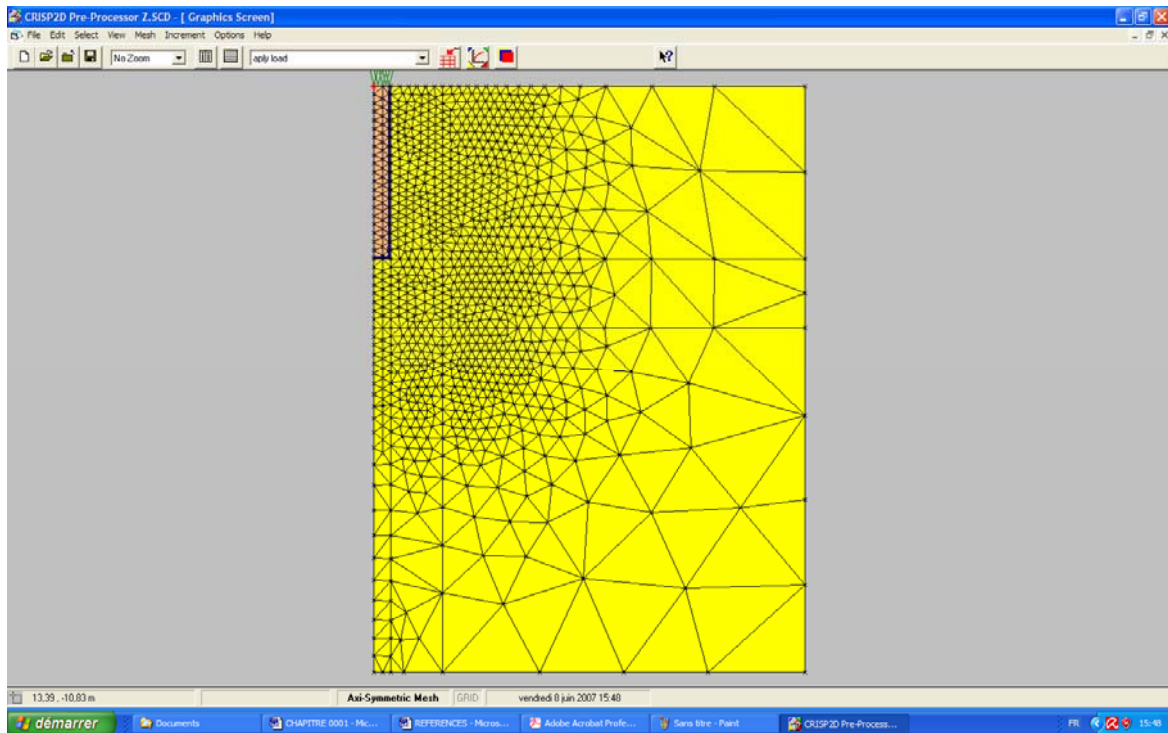 CRISP2D Pre-Processor Z.SCD - [ Graphics Screen]
File Edit Select View Mesh Increment Options Help
No Zoom
aply load
13.39 , -10.83 m
Axi-Symmetric Mesh
GRID
vendredi 8 juin 2007 15:48
démarrer
Documents
CHAPITRE 0001 - Mic...
REFERENCES - Micros...
Adobe Acrobat Profe...
Sans titre - Paint
CRISP2D Pre-Process...
FR
15:48